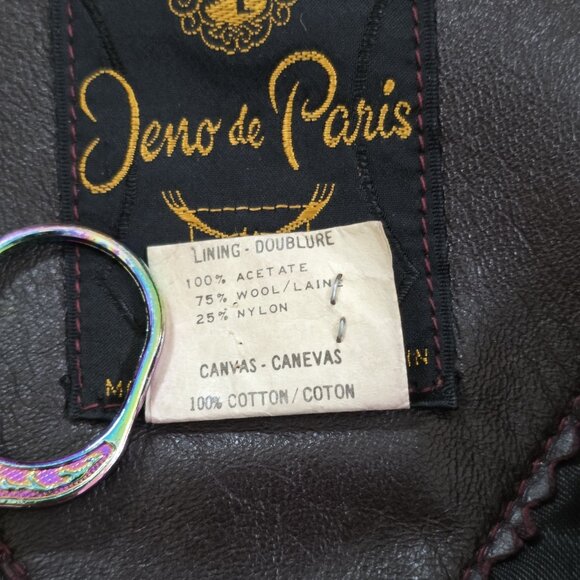 Jeno de Paris
LINING - DOUBLURE
100% ACETATE
75% WOOL/LAINE
25% NYLON
CANVAS - CANEVAS
100% COTTON/COTON